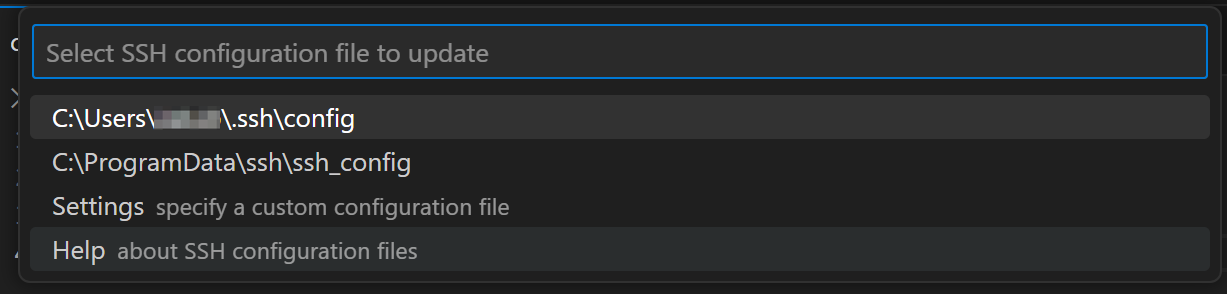 Select SSH configuration file to update
C:\Users\ \.ssh\config
C:\ProgramData\ssh\ssh_config
Settings specify a custom configuration file
Help about SSH configuration files